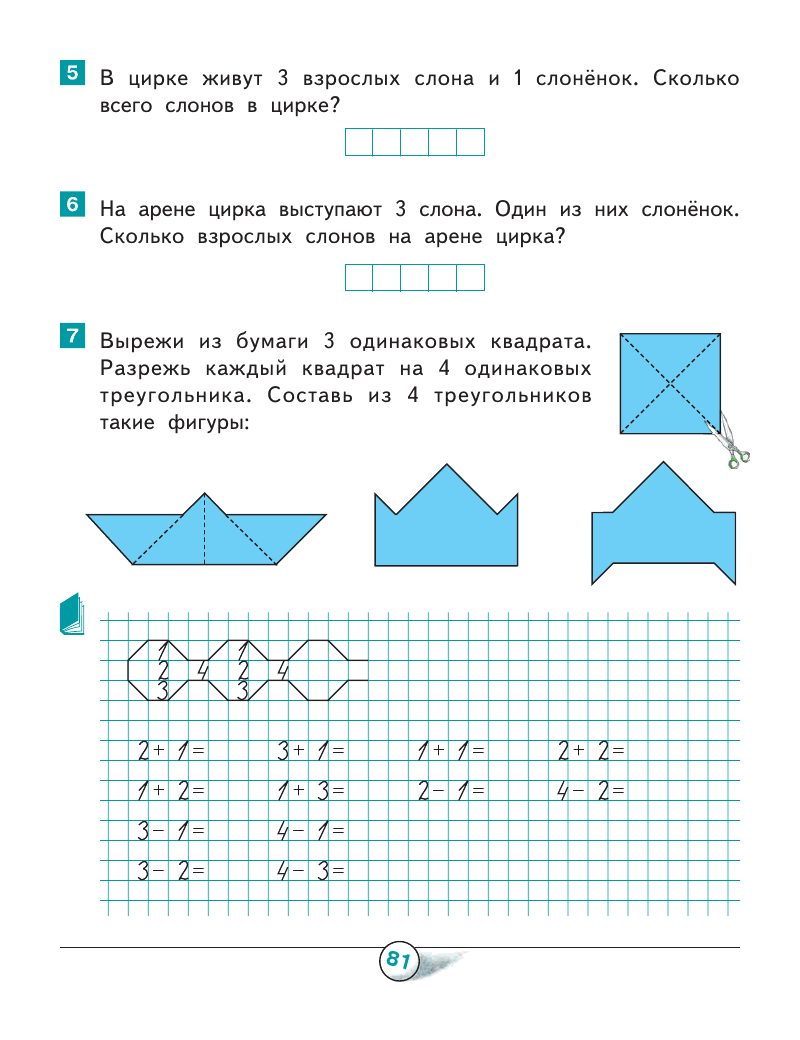 5
В цирке живут 3 взрослых слона и 1 слонёнок. Сколько
всего слонов в цирке?
6
На арене цирка выступают 3 слона. Один из них слонёнок.
Сколько взрослых слонов на арене цирка?
7
Вырежи из бумаги 3 одинаковых квадрата.
Разрежь каждый квадрат на 4 одинаковых
треугольника. Составь из 4 треугольников
такие фигуры:
1 1
2 4 2 4
3 3
2+ 1= 3+ 1= 1+ 1= 2+ 2=
1+ 2= 1+ 3= 2− 1= 4− 2=
3− 1= 4− 1=
3− 2= 4− 3=
81